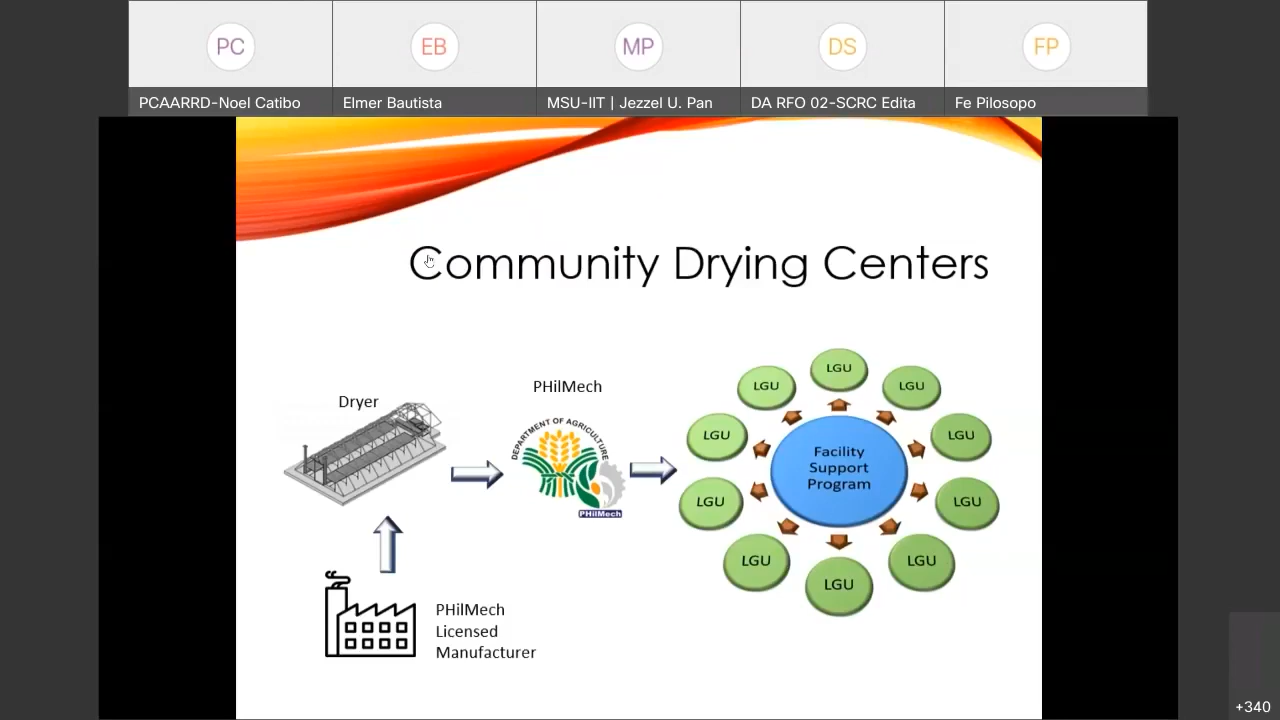 PC
EB
MP
DS
FP
PCAARRD-Noel Catibo
Elmer Bautista
MSU-IIT | Jezzel U. Pan
DA RFO 02-SCRC Edita
Fe Pilosopo
Community Drying Centers
Dryer
PHilMech
DEPARTMENT OF AGRICULTURE
PHilMech
PHilMech
Licensed
Manufacturer
LGU
LGU
LGU
LGU
LGU
Facility
Support
Program
LGU
LGU
LGU
LGU
LGU
+340